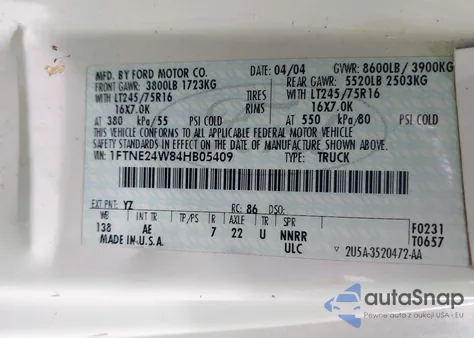 MFD. BY FORD MOTOR CO. DATE: 04/04 GVWR: 8600LB / 3900KG
FRONT GAWR: 3800LB 1723KG REAR GAWR: 5520LB 2503KG
WITH LT245/75R16 TIRES WITH LT245/75R16
16X7.0K RIMS 16X7.0K
AT 380 kPa/55 PSI COLD AT 550 kPa/80 PSI COLD
THIS VEHICLE CONFORMS TO ALL APPLICABLE FEDERAL MOTOR VEHICLE
SAFETY STANDARDS IN EFFECT ON THE DATE OF MANUFACTURE SHOWN ABOVE.
VIN: 1FTNE24W84HB05409 TYPE: TRUCK
EXT PNT: YZ RC: 86 DSO:
WB INT TR TP/PS R AXLE TR SPR F0231
138 AE 7 22 U NNRR T0657
MADE IN U.S.A. ULC 2U5A-3520472-AA
autoSnap
Pewne auto z USA i EU